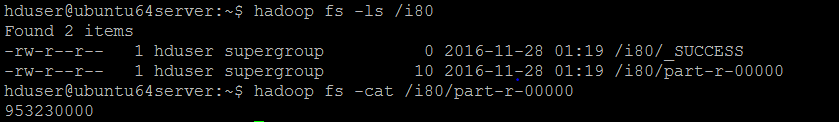 hduser@ubuntu64server:~$ hadoop fs -ls /i80
Found 2 items
-rw-r--r--   1 hduser supergroup          0 2016-11-28 01:19 /i80/_SUCCESS
-rw-r--r--   1 hduser supergroup         10 2016-11-28 01:19 /i80/part-r-00000
hduser@ubuntu64server:~$ hadoop fs -cat /i80/part-r-00000
953230000